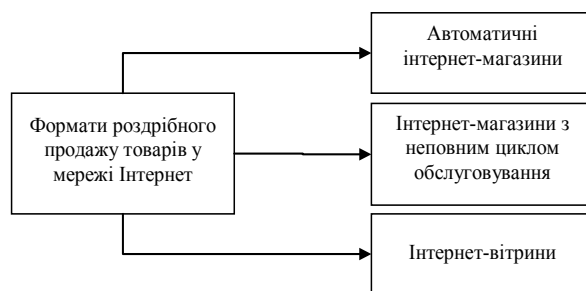 Формати роздрібного
продажу товарів у
мережі Інтернет
Автоматичні
інтернет-магазини
Інтернет-магазини з
неповним циклом
обслуговування
Інтернет-вітрини